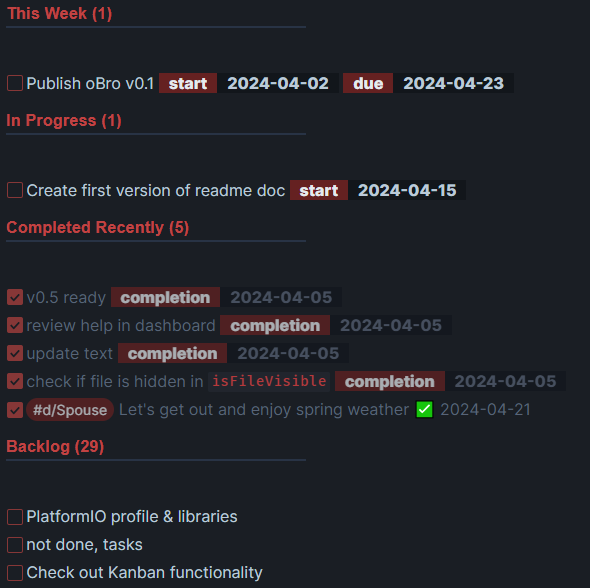 This Week (1)
Publish oBro v0.1 start 2024-04-02 due 2024-04-23
In Progress (1)
Create first version of readme doc start 2024-04-15
Completed Recently (5)
v0.5 ready completion 2024-04-05
review help in dashboard completion 2024-04-05
update text completion 2024-04-05
check if file is hidden in isFileVisible completion 2024-04-05
#d/Spouse Let's get out and enjoy spring weather ✅ 2024-04-21
Backlog (29)
PlatformIO profile & libraries
not done, tasks
Check out Kanban functionality